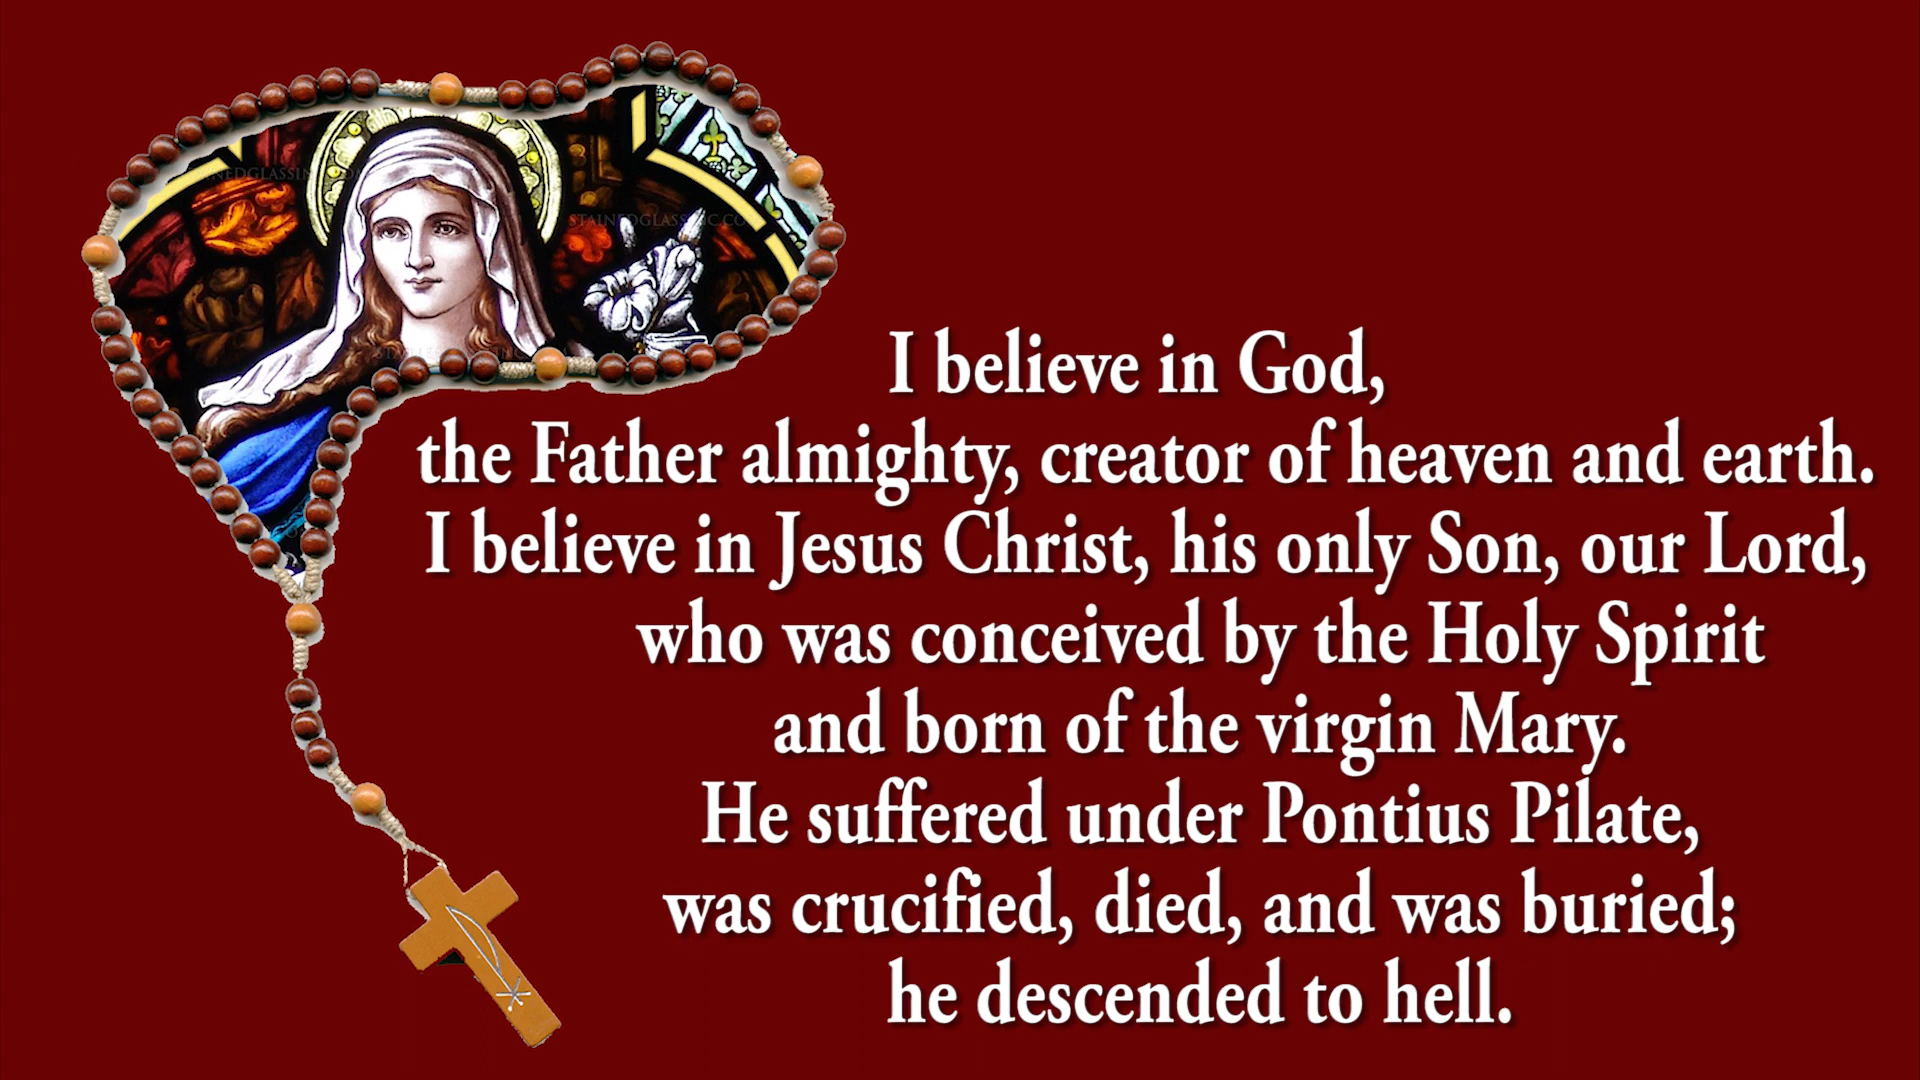 I believe in God,
the Father almighty, creator of heaven and earth.
I believe in Jesus Christ, his only Son, our Lord,
who was conceived by the Holy Spirit
and born of the virgin Mary.
He suffered under Pontius Pilate,
was crucified, died, and was buried;
he descended to hell.